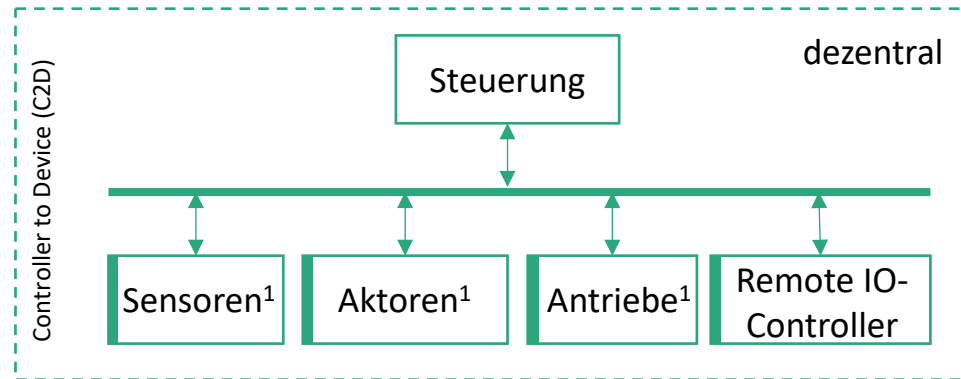 Controller to Device (C2D)
dezentral
Steuerung
Sensoren¹
Aktoren¹
Antriebe¹
Remote IO-
Controller